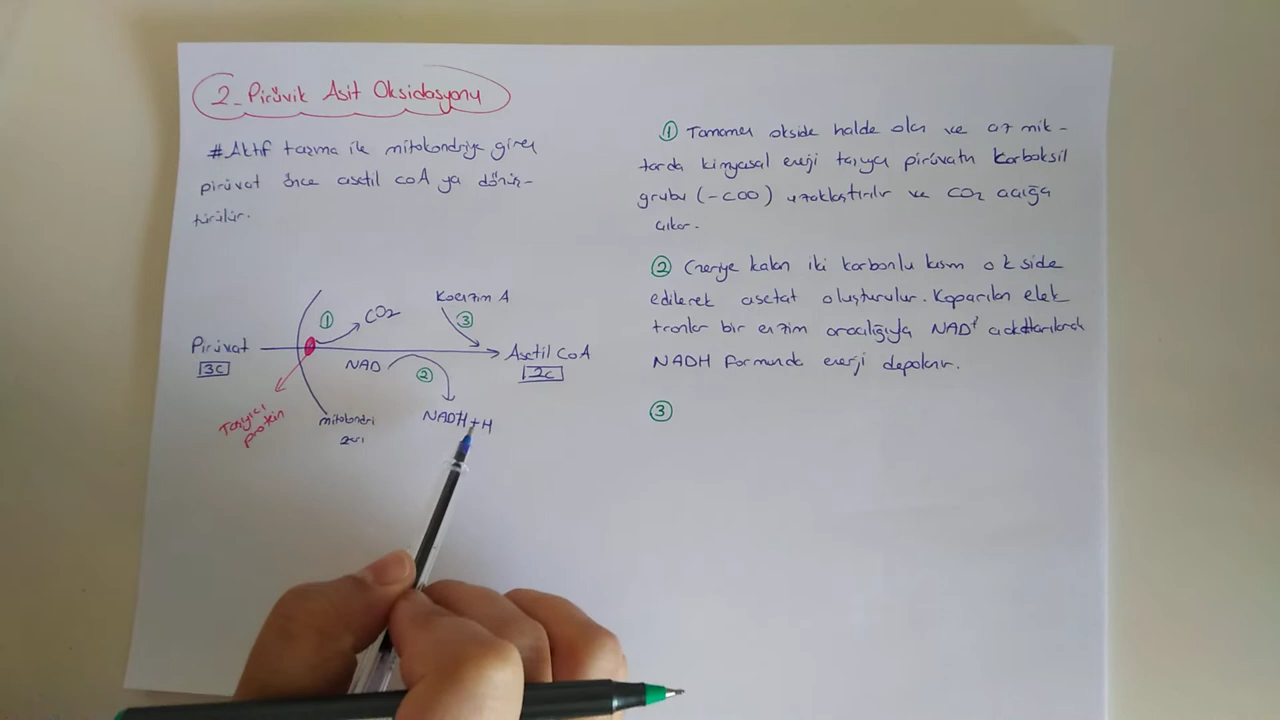 2- Pirüvik Asit Oksidasyonu
#Aktif taşıma ile mitokondriye giren
pirüvat önce asetil coA ya dönüş-
türülür.
Pirüvat
3c
Taşıyıcı
protein
①
CO2
mitokondri
zarı
NAD
②
NADH+H
Koenzim A
③
Asetil CoA
2c
① Tamamen okside halde olan ve az mik-
tarda kimyasal enerji taşıyan pirüvatın karboksil
grubu (-COO) uzaklaştırılır ve CO2 açığa
çıkar.
② Geriye kalan iki karbonlu kısım okside
edilerek asetat oluşturulur. Koparılan elek
tronlar bir enzim aracılığıyla NAD+ a aktarılarak
NADH formunda enerji depolanır.
③